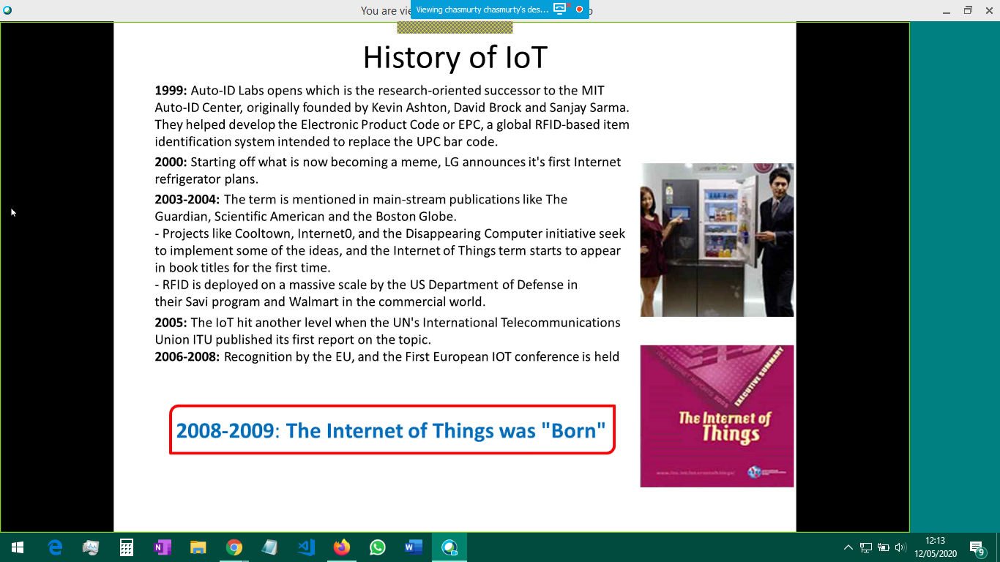 You are vie
Viewing chasmurty chasmurty's des...
History of IoT
1999: Auto-ID Labs opens which is the research-oriented successor to the MIT
Auto-ID Center, originally founded by Kevin Ashton, David Brock and Sanjay Sarma.
They helped develop the Electronic Product Code or EPC, a global RFID-based item
identification system intended to replace the UPC bar code.
2000: Starting off what is now becoming a meme, LG announces it's first Internet
refrigerator plans.
2003-2004: The term is mentioned in main-stream publications like The
Guardian, Scientific American and the Boston Globe.
- Projects like Cooltown, Internet0, and the Disappearing Computer initiative seek
to implement some of the ideas, and the Internet of Things term starts to appear
in book titles for the first time.
- RFID is deployed on a massive scale by the US Department of Defense in
their Savi program and Walmart in the commercial world.
2005: The IoT hit another level when the UN's International Telecommunications
Union ITU published its first report on the topic.
2006-2008: Recognition by the EU, and the First European IOT conference is held
2008-2009: The Internet of Things was "Born"
ITU INTERNET REPORTS 2005
EXECUTIVE SUMMARY
The Internet of
Things
12:13
12/05/2020
9